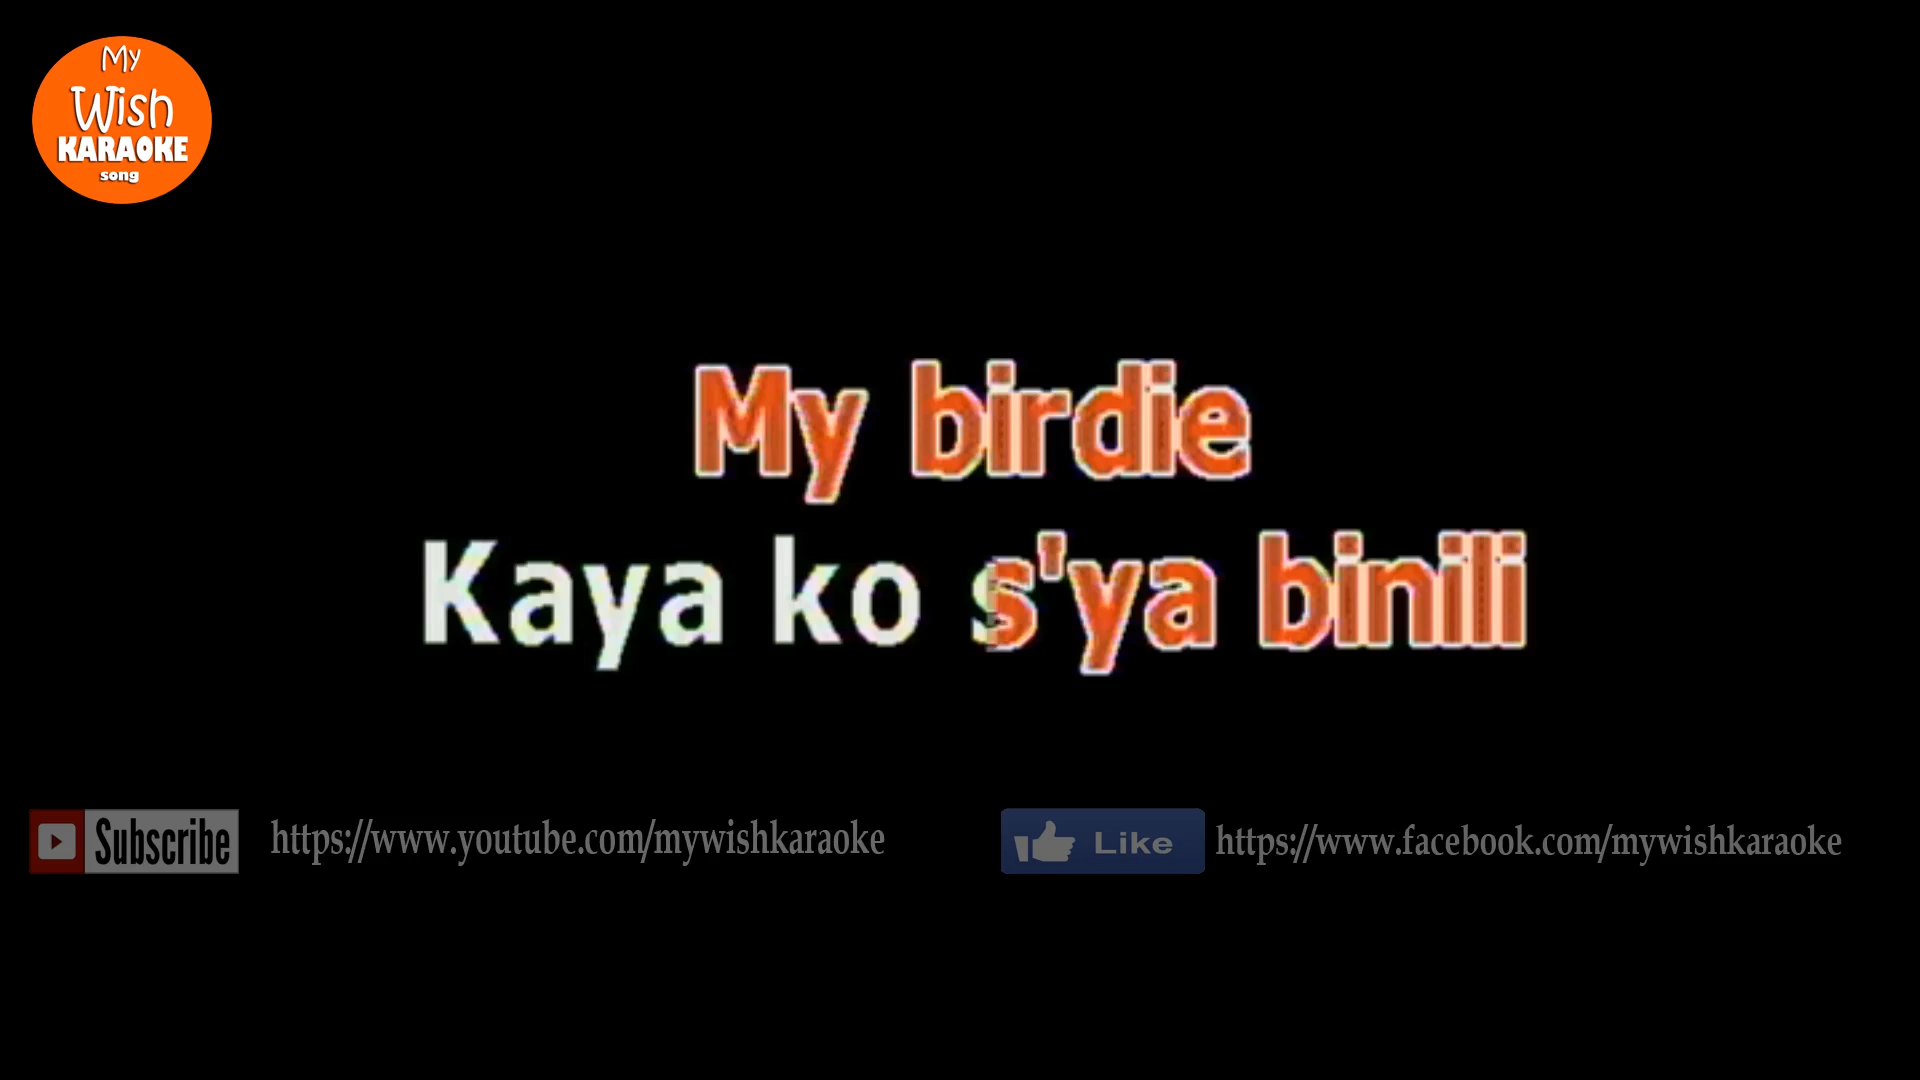 My
Wish
KARAOKE
song
My birdie
Kaya ko s'ya binili
Subscribe https://www.youtube.com/mywishkaraoke
Like https://www.facebook.com/mywishkaraoke